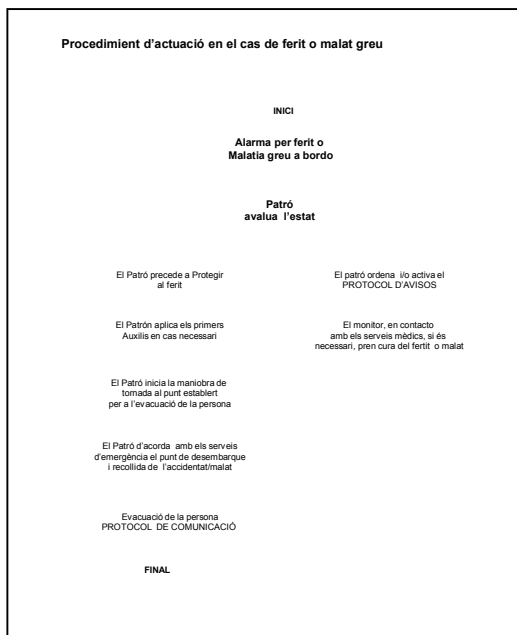 Procedimient d'actuació en el cas de ferit o malat greu
INICI
Alarma per ferit o
Malatia greu a bordo
Patró
avalua l'estat
El Patró precede a Protegir
al ferit
El patró ordena i/o activa el
PROTOCOL D'AVISOS
El Patrón aplica els primers
Auxilis en cas necessari
El monitor, en contacto
amb els serveis mèdics, si és
necessari, pren cura del fertit o malat
El Patró inicia la maniobra de
tornada al punt establert
per a l'evacuació de la persona
El Patró d'acorda amb els serveis
d'emergència el punt de desembarque
i recollida de l'accidentat/malat
Evacuació de la persona
PROTOCOL DE COMUNICACIÓ
FINAL